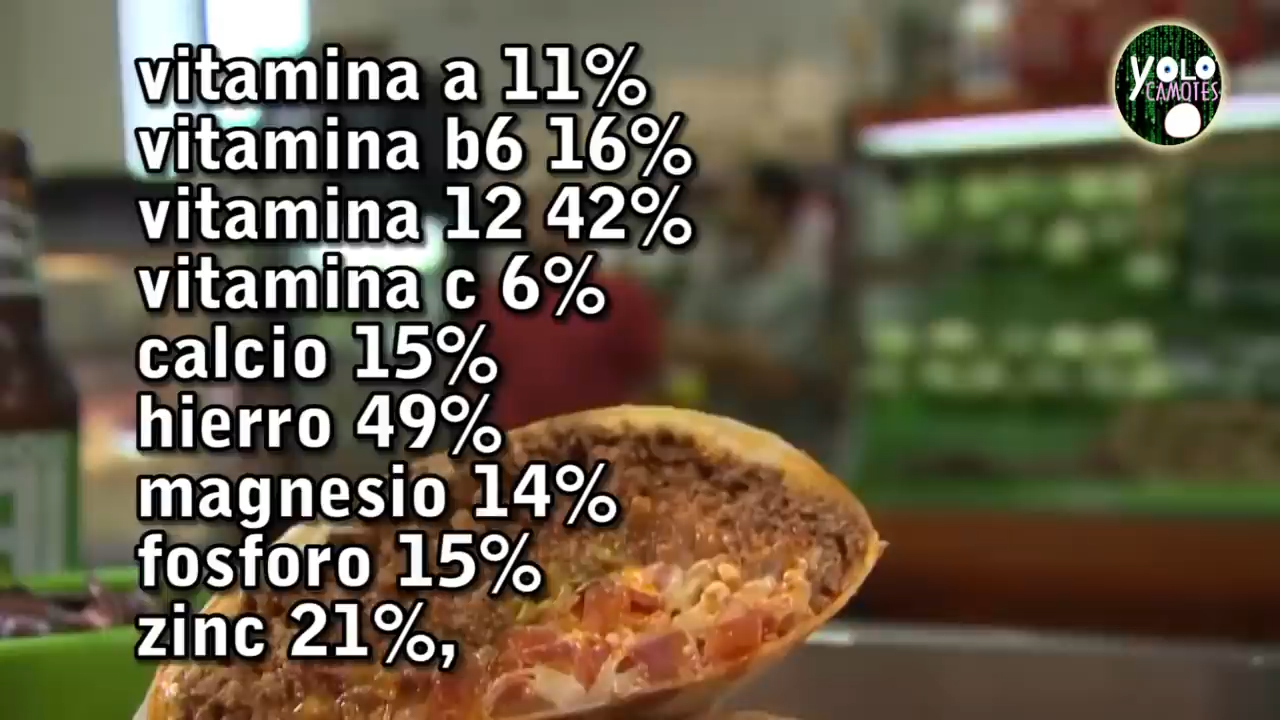 vitamina a 11%
vitamina b6 16%
vitamina 12 42%
vitamina c 6%
calcio 15%
hierro 49%
magnesio 14%
fosforo 15%
zinc 21%,
yOLO
CAMOTES